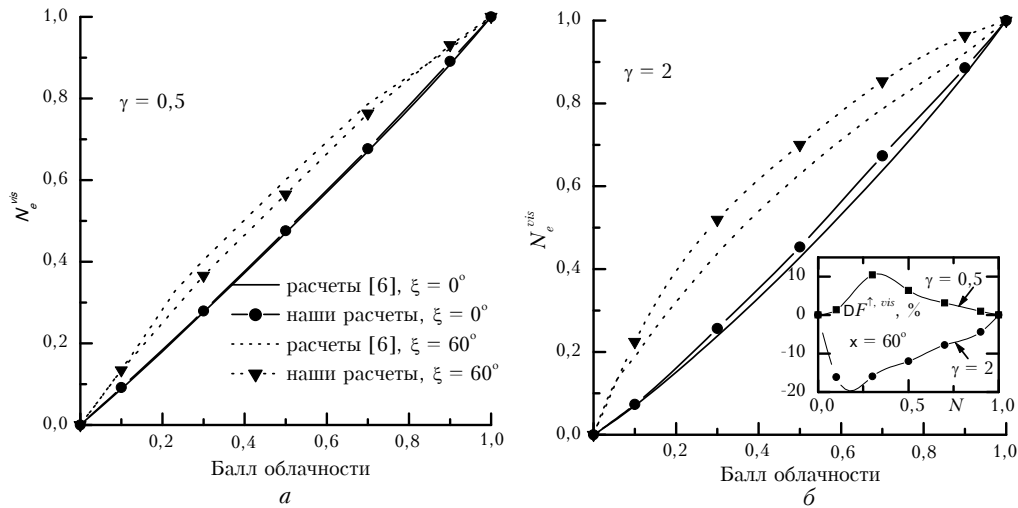 1,0
0,8
0,6
0,4
0,2
0,0
N_e^{vis}
γ = 0,5
расчеты [6], ξ = 0°
наши расчеты, ξ = 0°
расчеты [6], ξ = 60°
наши расчеты, ξ = 60°
0,2 0,4 0,6 0,8 1,0
Балл облачности
а
1,0
0,8
0,6
0,4
0,2
0,0
N_e^{vis}
γ = 2
10
0
-10
-20
γ = 0,5
DF^{↑, vis}, %
x = 60°
γ = 2
0,0 0,5 N 1,0
0,2 0,4 0,6 0,8 1,0
Балл облачности
б